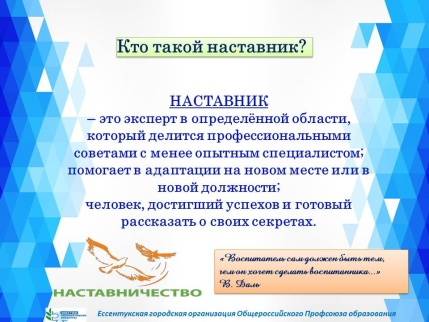 Кто такой наставник?
НАСТАВНИК
– это эксперт в определённой области,
который делится профессиональными
советами с менее опытным специалистом;
помогает в адаптации на новом месте или в
новой должности;
человек, достигший успехов и готовый
рассказать о своих секретах.
«Воспитатель сам должен быть тем,
чем он хочет сделать воспитанника...»
В. Даль
НАСТАВНИЧЕСТВО
Ессентукская городская организация Общероссийского Профсоюза образования